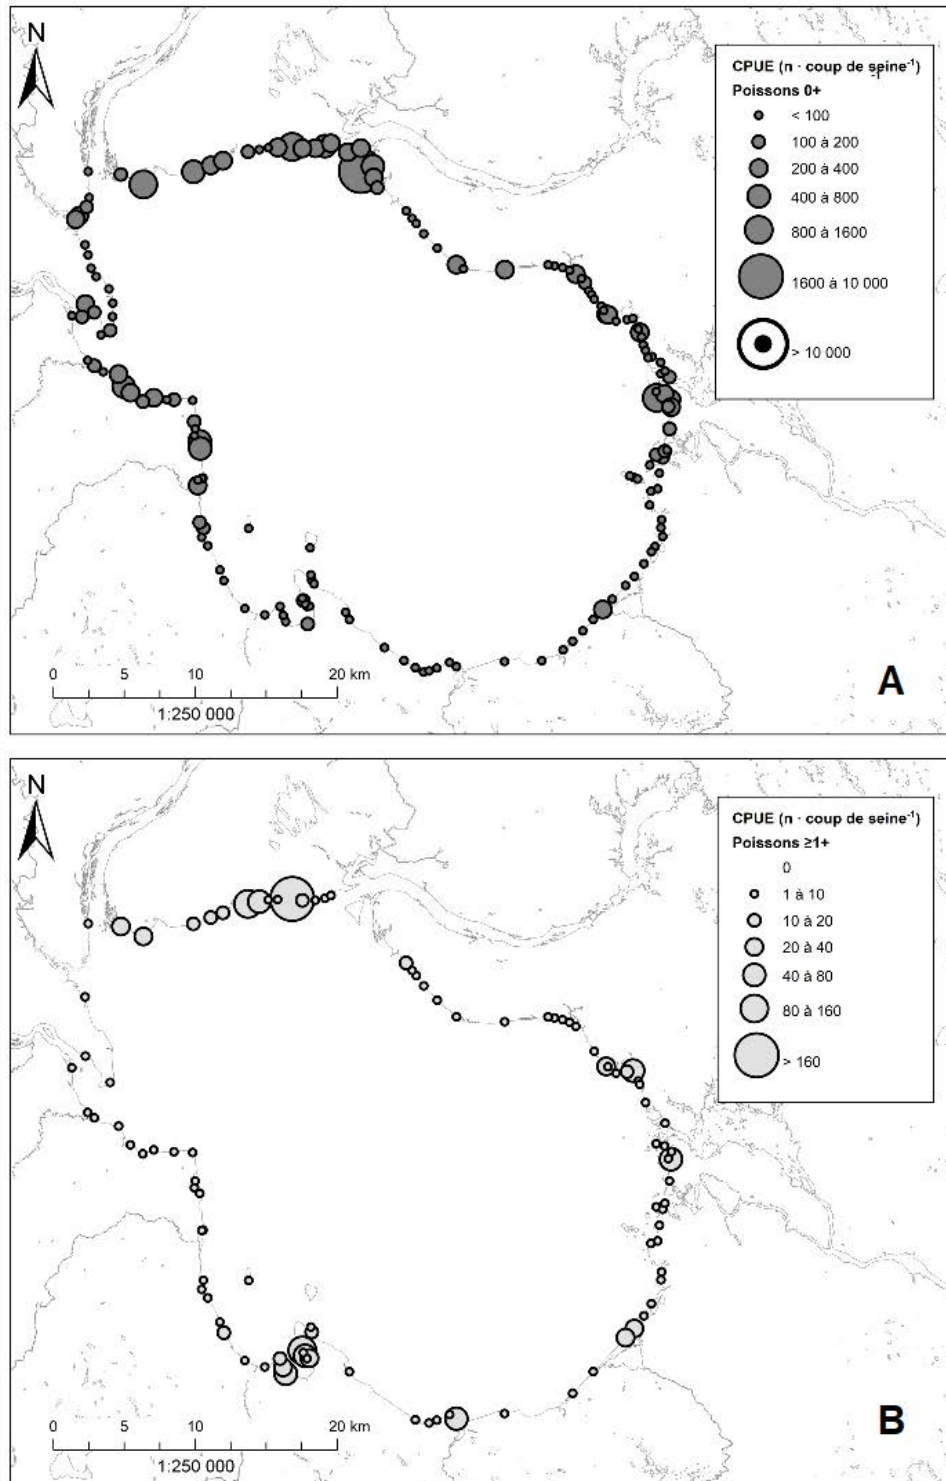 N
CPUE (n · coup de seine⁻¹)
Poissons 0+
< 100
100 à 200
200 à 400
400 à 800
800 à 1600
1600 à 10 000
> 10 000
0 5 10 20 km
1:250 000
A
N
CPUE (n · coup de seine⁻¹)
Poissons ≥1+
0
1 à 10
10 à 20
20 à 40
40 à 80
80 à 160
> 160
0 5 10 20 km
1:250 000
B